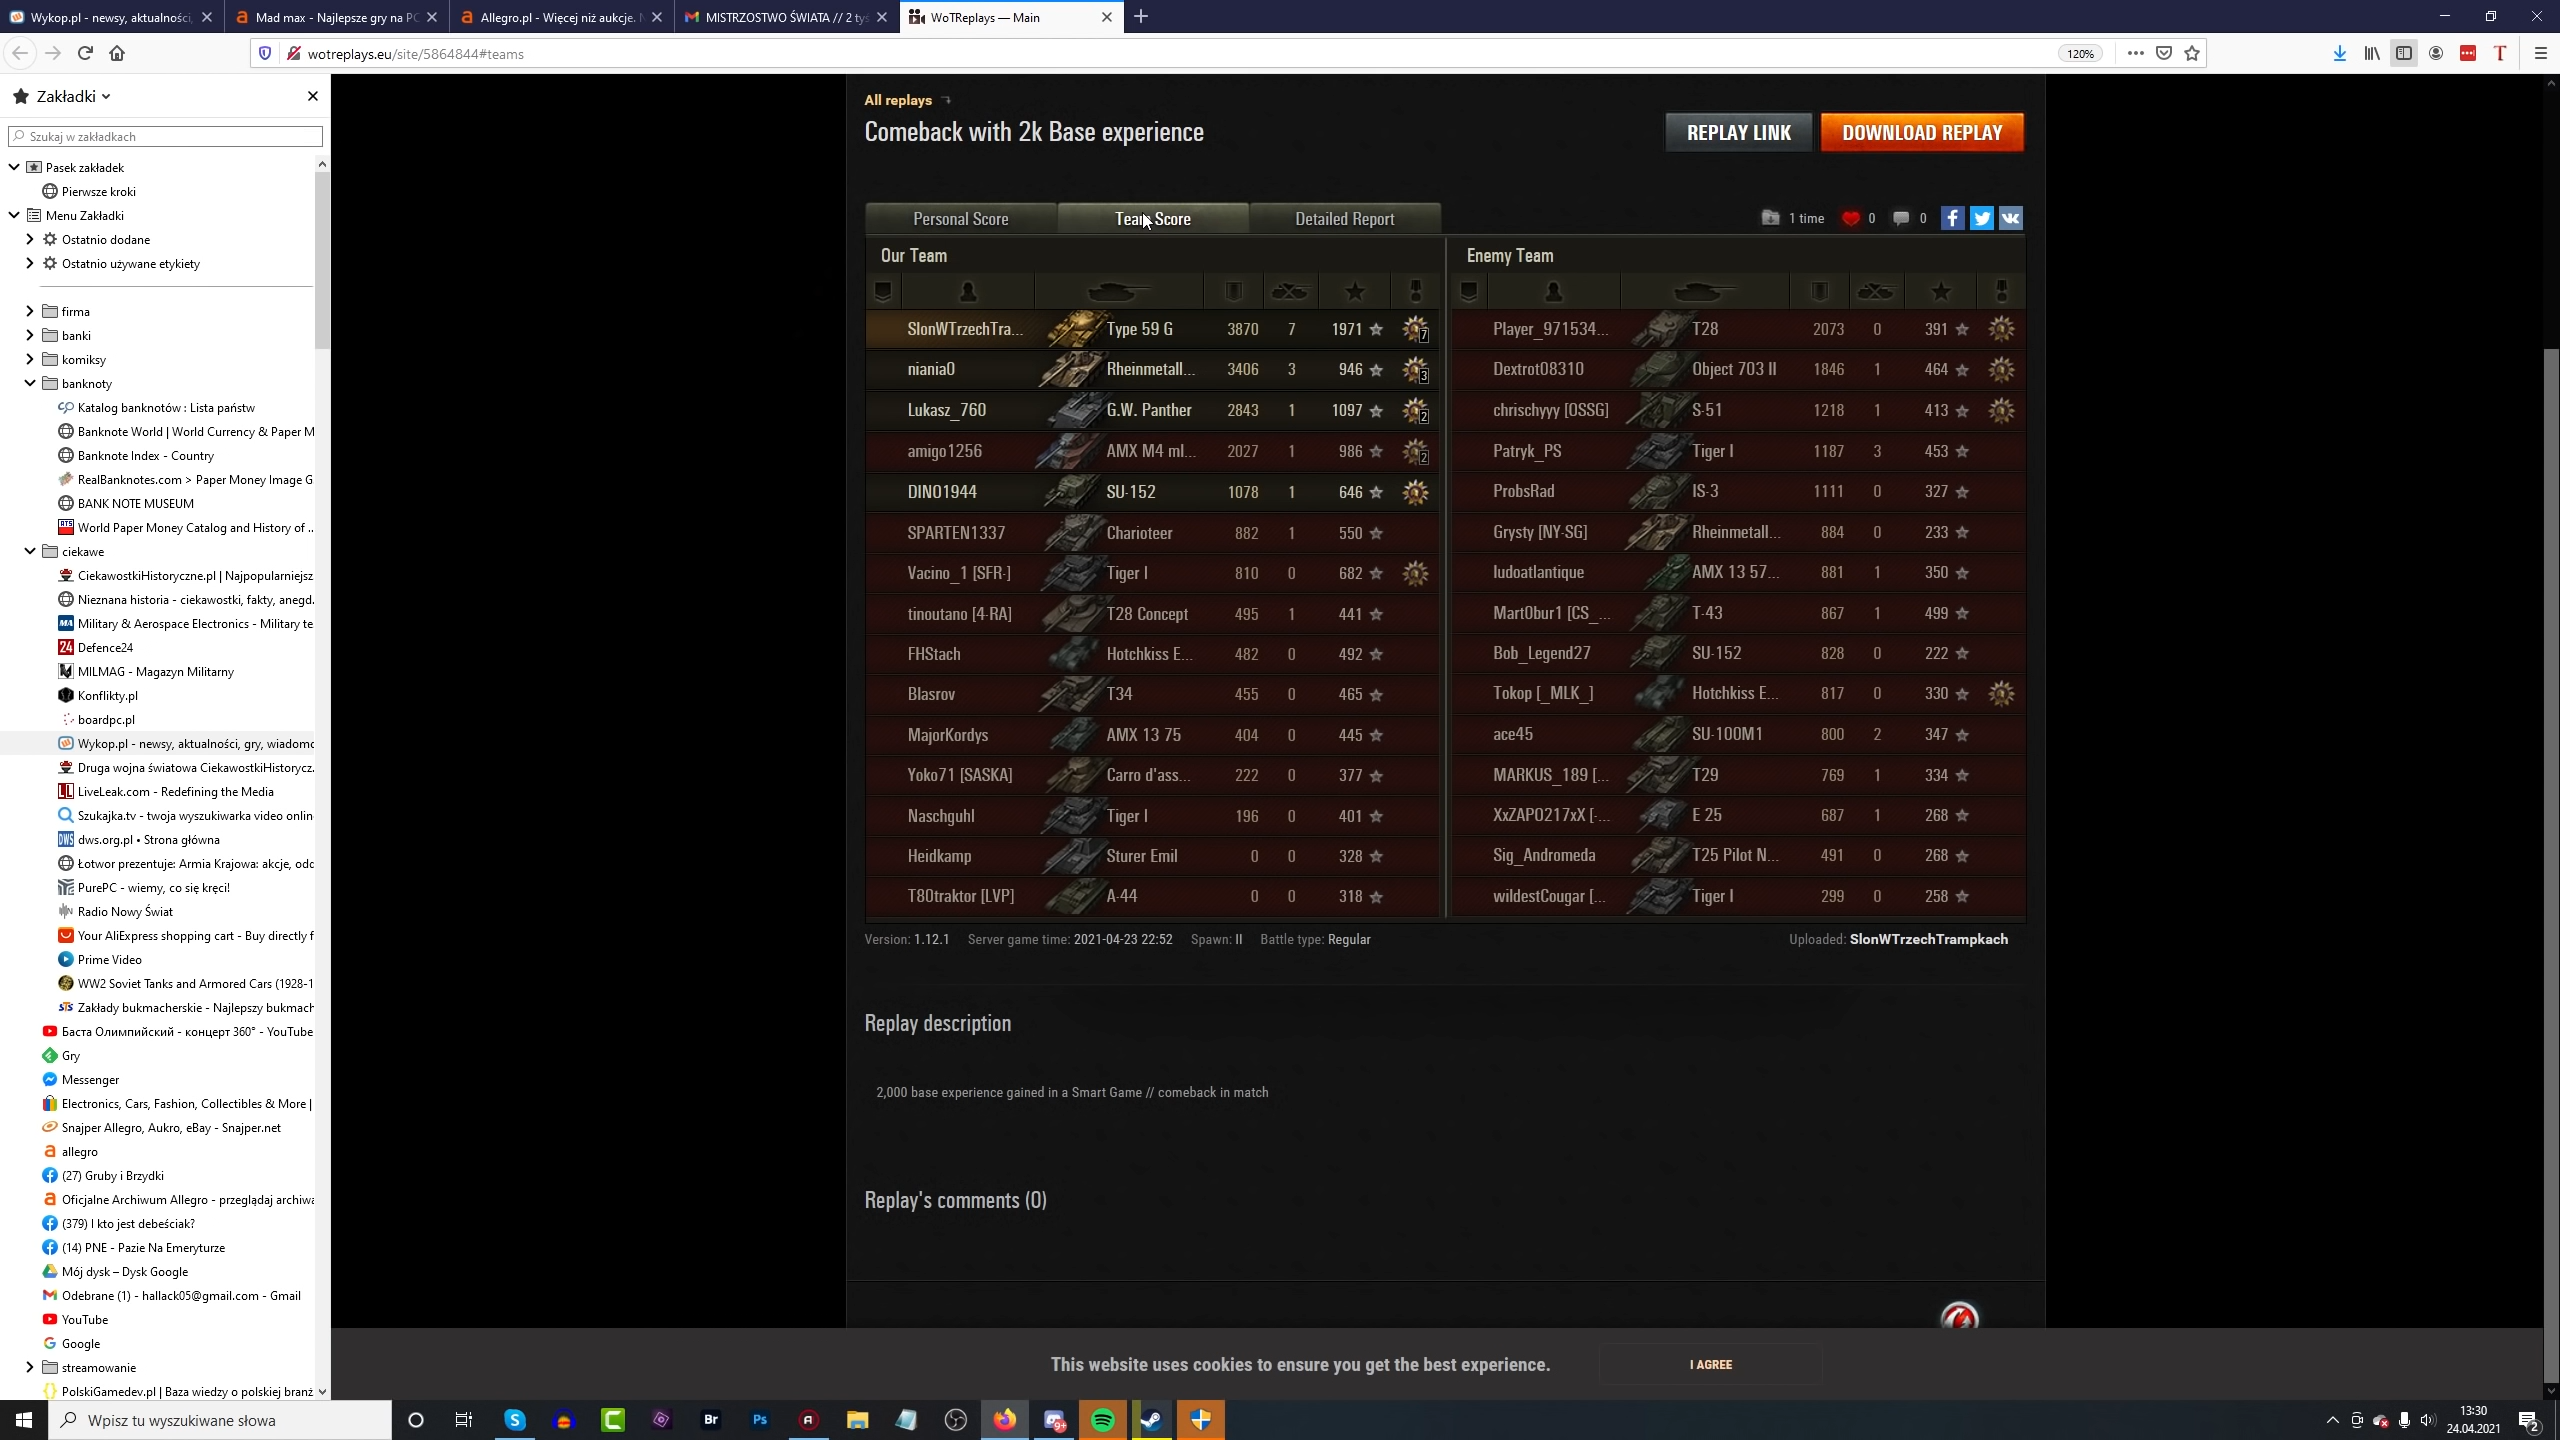 Wykop.pl - newsy, aktualności,
Mad max - Najlepsze gry na PC
Allegro.pl - Więcej niż aukcje. N
MISTRZOSTWO ŚWIATA // 2 tyś
WoTReplays — Main
wotreplays.eu/site/5864844#teams
120%
Zakładki
Szukaj w zakładkach
Pasek zakładek
Pierwsze kroki
Menu Zakładki
Ostatnio dodane
Ostatnio używane etykiety
firma
banki
komiksy
banknoty
Katalog banknotów : Lista państw
Banknote World | World Currency & Paper M
Banknote Index - Country
RealBanknotes.com > Paper Money Image G
BANK NOTE MUSEUM
World Paper Money Catalog and History of ...
ciekawe
CiekawostkiHistoryczne.pl | Najpopularniejsz
Nieznana historia - ciekawostki, fakty, anegd.
Military & Aerospace Electronics - Military te
Defence24
MILMAG - Magazyn Militarny
Konflikty.pl
boardpc.pl
Wykop.pl - newsy, aktualności, gry, wiadomo
Druga wojna światowa CiekawostkiHistorycz.
LiveLeak.com - Redefining the Media
Szukajka.tv - twoja wyszukiwarka video onlin
dws.org.pl • Strona główna
Łotwor prezentuje: Armia Krajowa: akcje, odd
PurePC - wiemy, co się kręci!
Radio Nowy Świat
Your AliExpress shopping cart - Buy directly f
Prime Video
WW2 Soviet Tanks and Armored Cars (1928-1
Zakłady bukmacherskie - Najlepszy bukmach
Баста Олимпийский - концерт 360° - YouTube
Gry
Messenger
Electronics, Cars, Fashion, Collectibles & More |
Snajper Allegro, Aukro, eBay - Snajper.net
allegro
(27) Gruby i Brzydki
Oficjalne Archiwum Allegro - przeglądaj archiwa
(379) I kto jest debeściak?
(14) PNE - Pazie Na Emeryturze
Mój dysk – Dysk Google
Odebrane (1) - hallack05@gmail.com - Gmail
YouTube
Google
streamowanie
PolskiGamedev.pl | Baza wiedzy o polskiej branż
All replays
Comeback with 2k Base experience
REPLAY LINK
DOWNLOAD REPLAY
Personal Score
Team Score
Detailed Report
1 time
0
0
Our Team
SlonWTrzechTra... Type 59 G 3870 7 1971 7
niania0 Rheinmetall... 3406 3 946 3
Lukasz_760 G.W. Panther 2843 1 1097 2
amigo1256 AMX M4 ml... 2027 1 986 2
DINO1944 SU-152 1078 1 646
SPARTEN1337 Charioteer 882 1 550
Vacino_1 [SFR-] Tiger I 810 0 682
tinoutano [4-RA] T28 Concept 495 1 441
FHStach Hotchkiss E... 482 0 492
Blasrov T34 455 0 465
MajorKordys AMX 13 75 404 0 445
Yoko71 [SASKA] Carro d'ass... 222 0 377
Naschguhl Tiger I 196 0 401
Heidkamp Sturer Emil 0 0 328
T80traktor [LVP] A-44 0 0 318
Enemy Team
Player_971534... T28 2073 0 391
Dextrot08310 Object 703 II 1846 1 464
chrischyyy [OSSG] S-51 1218 1 413
Patryk_PS Tiger I 1187 3 453
ProbsRad IS-3 1111 0 327
Grysty [NY-SG] Rheinmetall... 884 0 233
ludoatlantique AMX 13 57... 881 1 350
Mart0bur1 [CS_... T-43 867 1 499
Bob_Legend27 SU-152 828 0 222
Tokop [_MLK_] Hotchkiss E... 817 0 330
ace45 SU-100M1 800 2 347
MARKUS_189 [... T29 769 1 334
XxZAPO217xX [-... E 25 687 1 268
Sig_Andromeda T25 Pilot N... 491 0 268
wildestCougar [... Tiger I 299 0 258
Version: 1.12.1 Server game time: 2021-04-23 22:52 Spawn: II Battle type: Regular
Uploaded: SlonWTrzechTrampkach
Replay description
2,000 base experience gained in a Smart Game // comeback in match
Replay's comments (0)
This website uses cookies to ensure you get the best experience.
I AGREE
Wpisz tu wyszukiwane słowa
Br
Ps
9+
13:30
24.04.2021
2